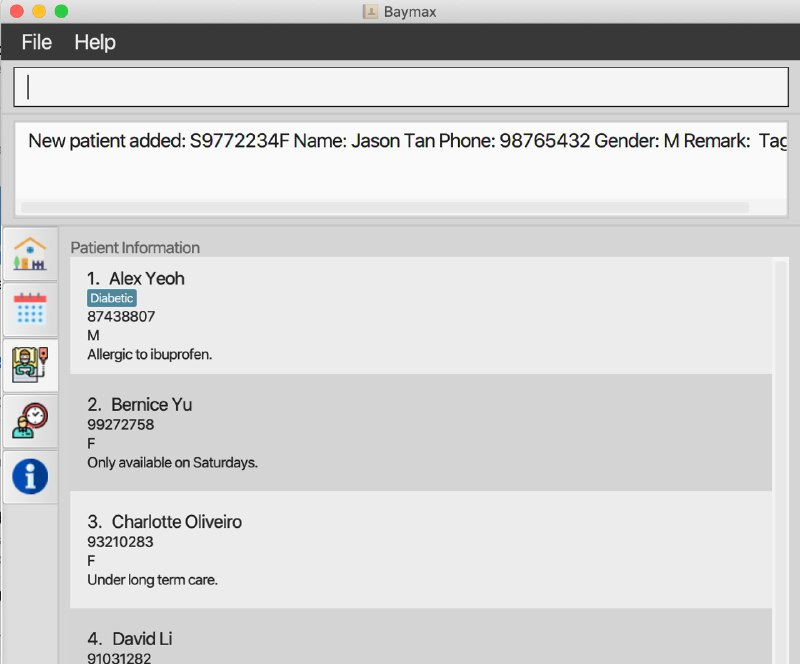 Baymax
File Help
New patient added: S9772234F Name: Jason Tan Phone: 98765432 Gender: M Remark: Tag
Patient Information
1. Alex Yeoh
Diabetic
87438807
M
Allergic to ibuprofen.
2. Bernice Yu
99272758
F
Only available on Saturdays.
3. Charlotte Oliveiro
93210283
F
Under long term care.
4. David Li
91031282